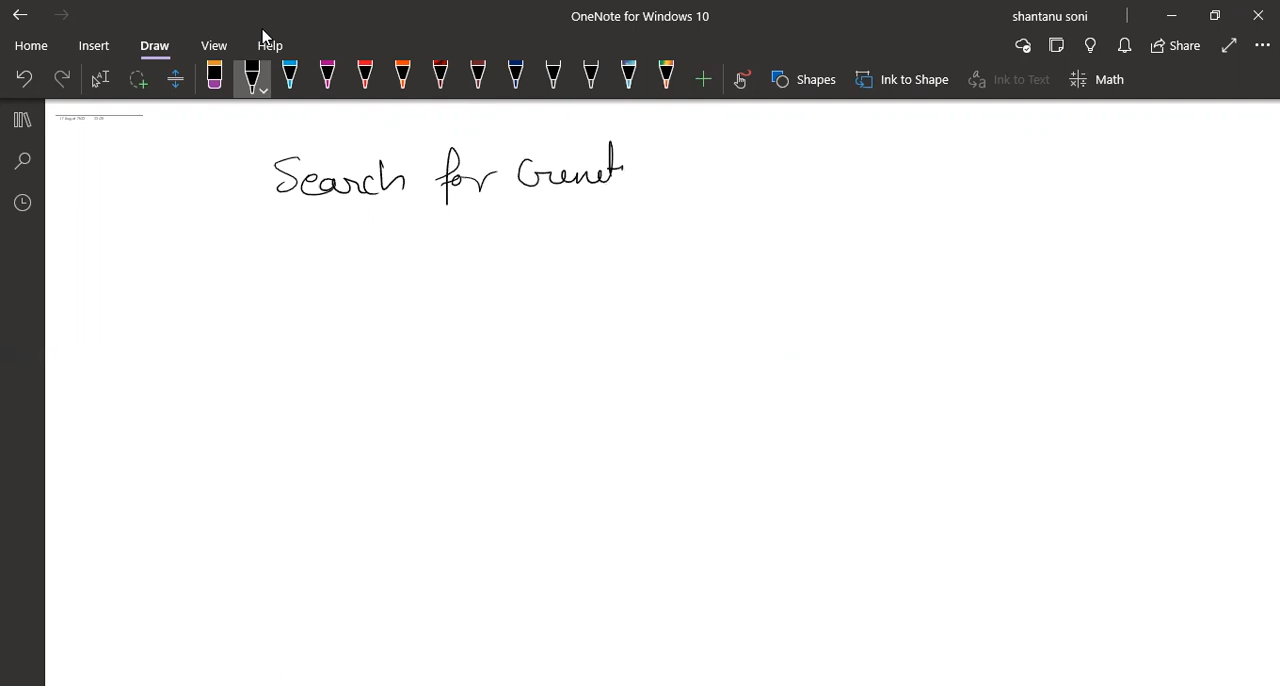 OneNote for Windows 10
shantanu soni
Home Insert Draw View Help
Share
Shapes
Ink to Shape
Ink to Text
Math
Search for Genet